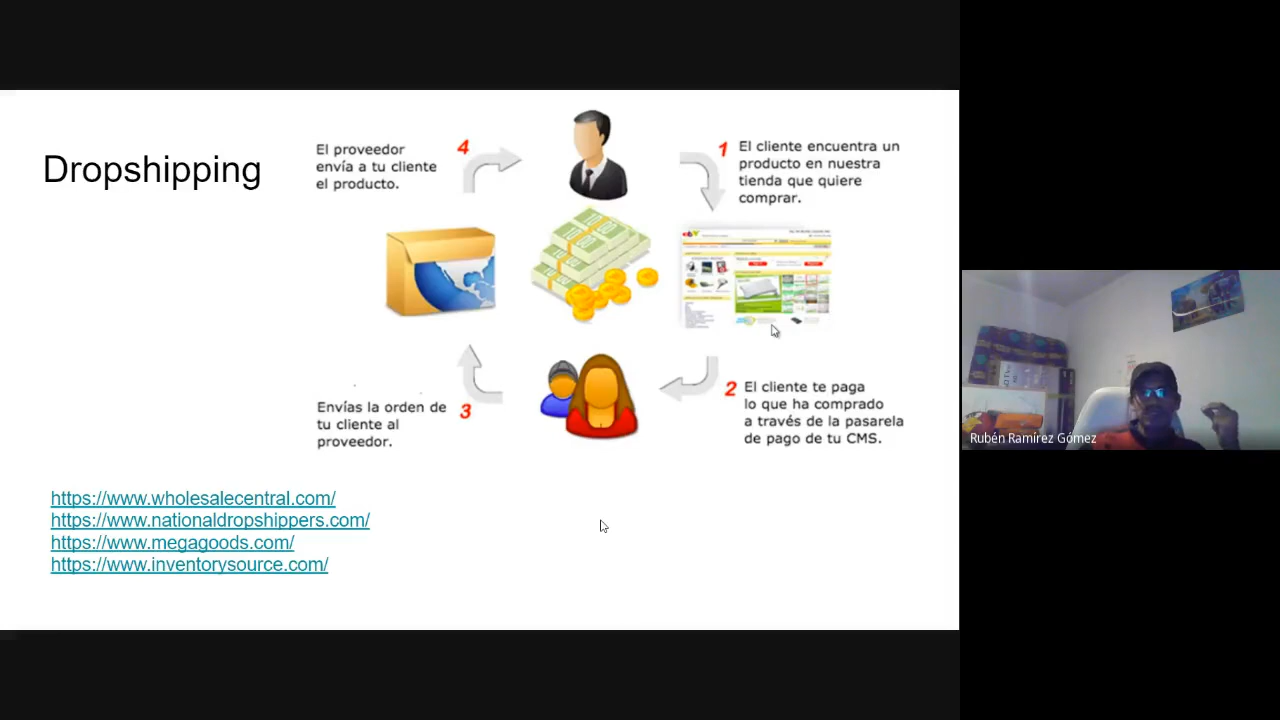 Dropshipping
El proveedor
envía a tu cliente
el producto.
4
1
El cliente encuentra un
producto en nuestra
tienda que quiere
comprar.
2
El cliente te paga
lo que ha comprado
a través de la pasarela
de pago de tu CMS.
Envías la orden de
tu cliente al
proveedor.
3
https://www.wholesalecentral.com/
https://www.nationaldropshippers.com/
https://www.megagoods.com/
https://www.inventorysource.com/
Rubén Ramírez Gómez